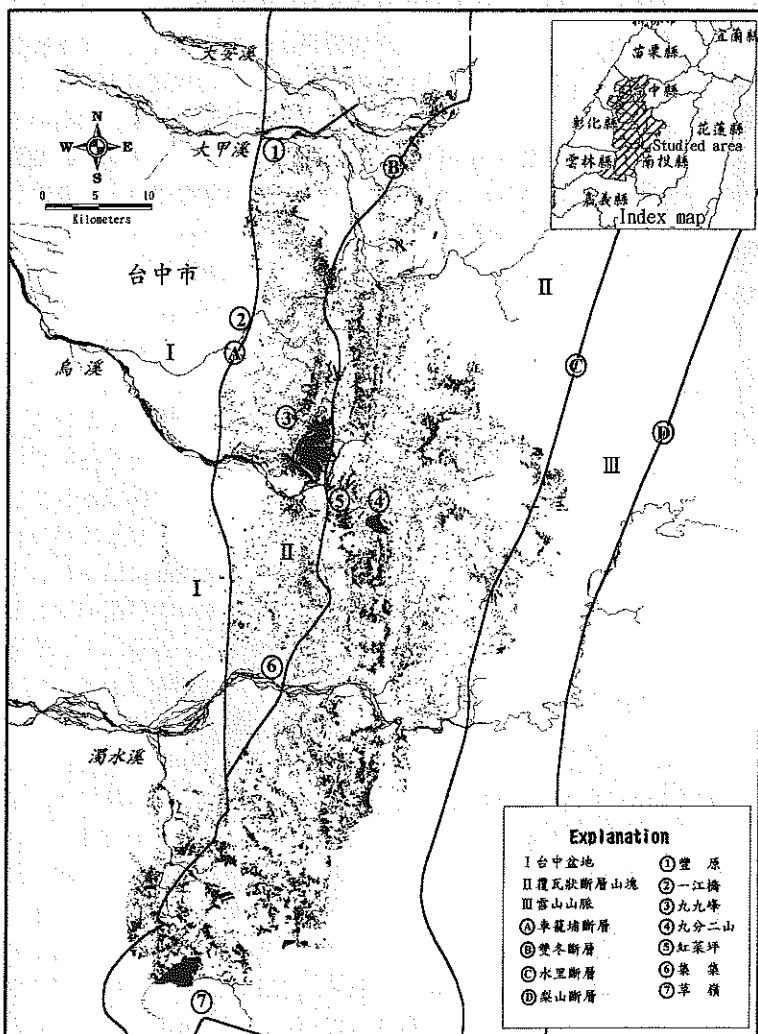 大安溪
N
W E
S
大甲溪
0 5 10
Kilometers
①
Ⓑ
台中市
②
Ⓐ
I
烏溪
③
⑤
④
II
I
⑥
濁水溪
⑦
II
Ⓒ
III
Ⓓ
苗栗縣
宜蘭縣
中縣
彰化縣
花蓮縣
Studied area
雲林縣
南投縣
嘉義縣
Index map
Explanation
I 台中盆地
II 覆瓦狀斷層山塊
III 雪山山脈
Ⓐ 車籠埔斷層
Ⓑ 雙冬斷層
Ⓒ 水里斷層
Ⓓ 梨山斷層
① 豐 原
② 一江橋
③ 九九峰
④ 九分二山
⑤ 紅菜坪
⑥ 集 集
⑦ 草 嶺